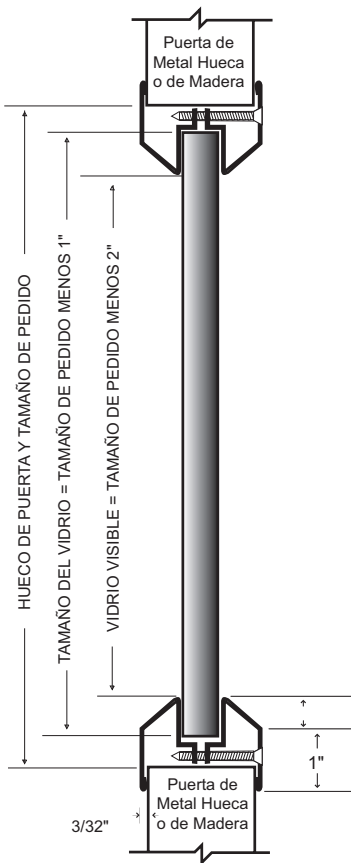 Puerta de
Metal Hueca
o de Madera
HUECO DE PUERTA Y TAMAÑO DE PEDIDO
TAMAÑO DEL VIDRIO = TAMAÑO DE PEDIDO MENOS 1"
VIDRIO VISIBLE = TAMAÑO DE PEDIDO MENOS 2"
1"
Puerta de
Metal Hueca
o de Madera
3/32"